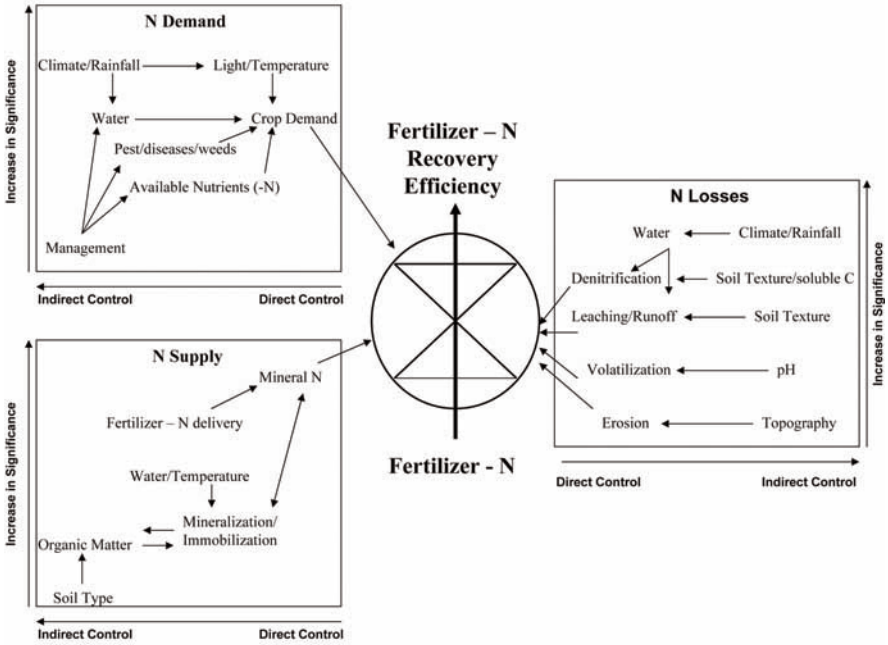 N Demand
Climate/Rainfall
Light/Temperature
Water
Crop Demand
Pest/diseases/weeds
Available Nutrients (-N)
Management
Increase in Significance
Indirect Control
Direct Control
N Supply
Mineral N
Fertilizer – N delivery
Water/Temperature
Mineralization/
Immobilization
Organic Matter
Soil Type
Increase in Significance
Indirect Control
Direct Control
Fertilizer – N
Recovery
Efficiency
Fertilizer - N
N Losses
Water
Climate/Rainfall
Denitrification
Soil Texture/soluble C
Leaching/Runoff
Soil Texture
Volatilization
pH
Erosion
Topography
Increase in Significance
Direct Control
Indirect Control